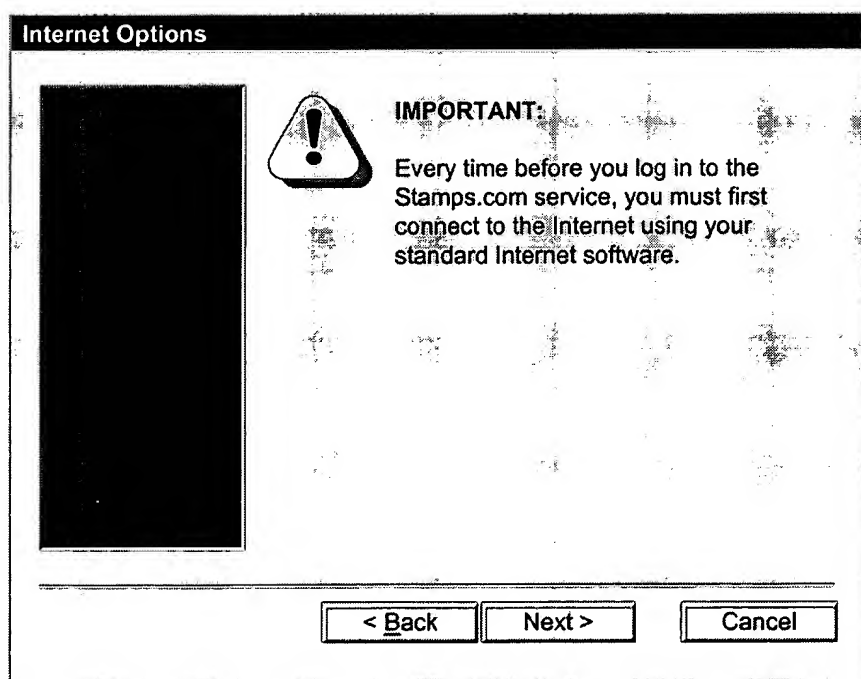 Internet Options
IMPORTANT:
Every time before you log in to the
Stamps.com service, you must first
connect to the Internet using your
standard Internet software.
< Back
Next >
Cancel